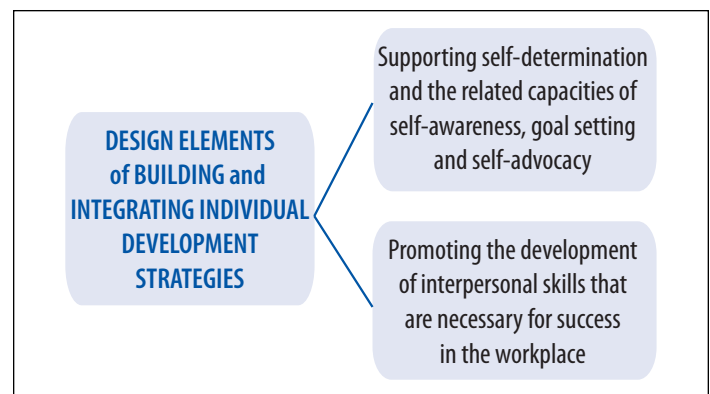 DESIGN ELEMENTS
of BUILDING and
INTEGRATING INDIVIDUAL
DEVELOPMENT
STRATEGIES
Supporting self-determination
and the related capacities of
self-awareness, goal setting
and self-advocacy
Promoting the development
of interpersonal skills that
are necessary for success
in the workplace